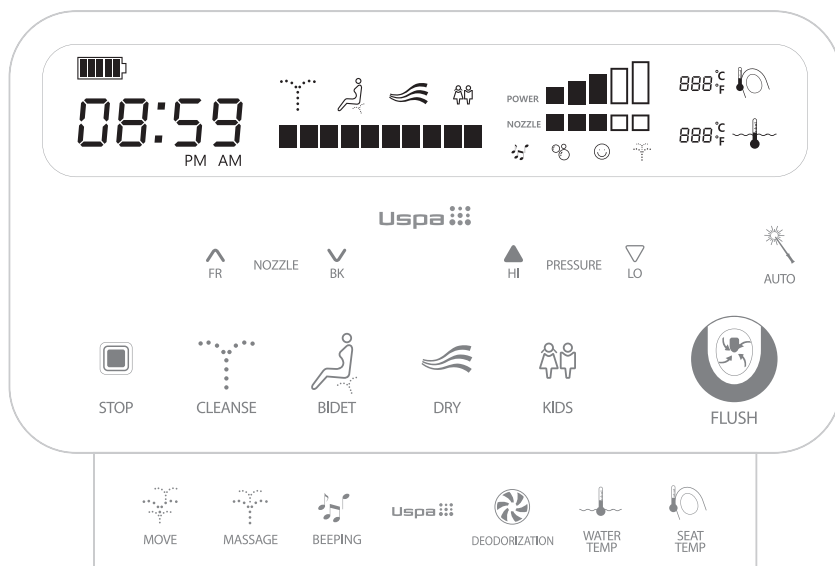 08:59
PM AM
POWER
NOZZLE
888 °C °F
888 °C °F
Uspa
FR NOZZLE BK
HI PRESSURE LO
AUTO
STOP CLEANSE BIDET DRY KIDS FLUSH
MOVE MASSAGE BEEPING Uspa DEODORIZATION WATER TEMP SEAT TEMP